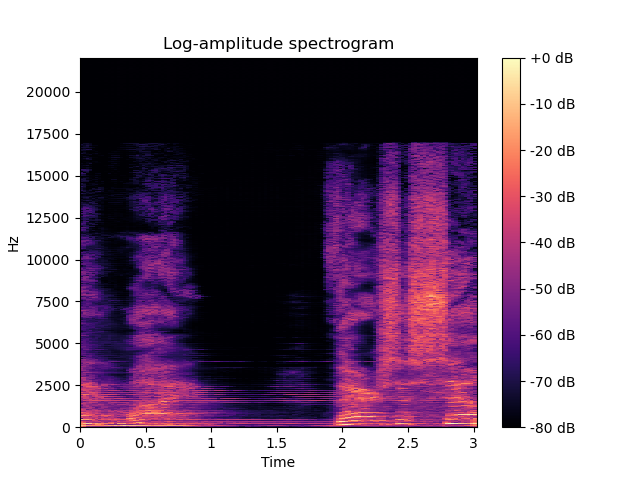 Log-amplitude spectrogram
+0 dB
20000
-10 dB
17500
-20 dB
15000
-30 dB
12500
Hz
-40 dB
10000
-50 dB
7500
-60 dB
5000
-70 dB
2500
0
-80 dB
0 0.5 1 1.5 2 2.5 3
Time